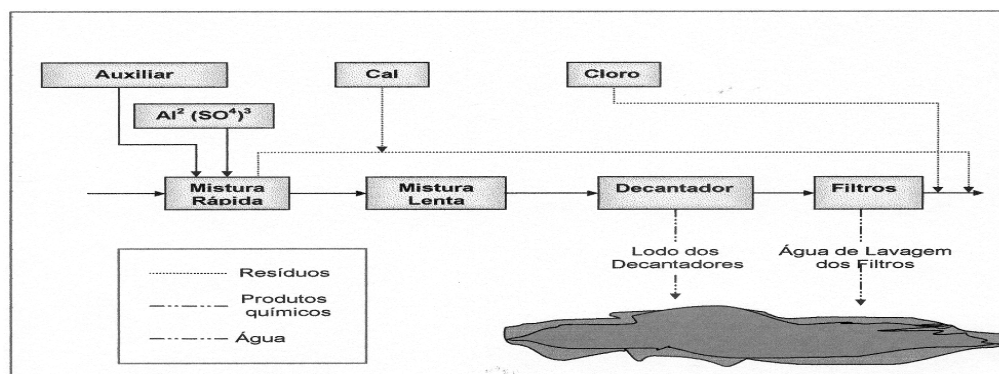 Auxiliar
Cal
Cloro
Al² (SO⁴)³
Mistura
Rápida
Mistura
Lenta
Decantador
Filtros
Lodo dos
Decantadores
Água de Lavagem
dos Filtros
Resíduos
Produtos
químicos
Água